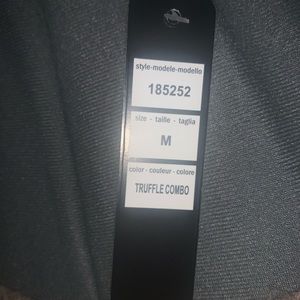 style-modele-modello
185252
size - taille - taglia
M
color - couleur - colore
TRUFFLE COMBO